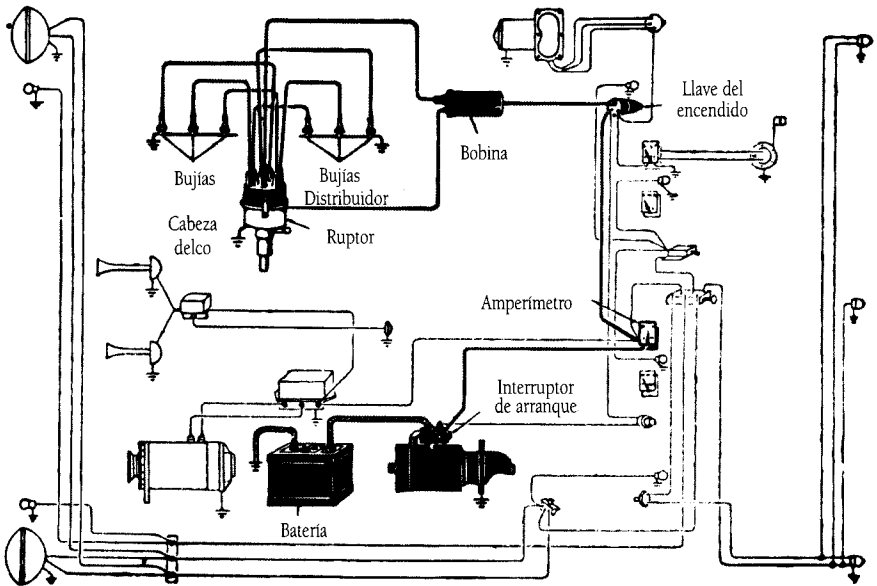 Llave del
encendido
Bobina
Bujías
Bujías
Distribuidor
Cabeza
delco
Ruptor
Amperímetro
Interruptor
de arranque
Batería